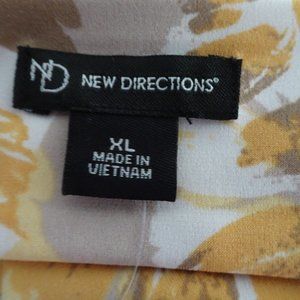 ND NEW DIRECTIONS®
XL
MADE IN
VIETNAM